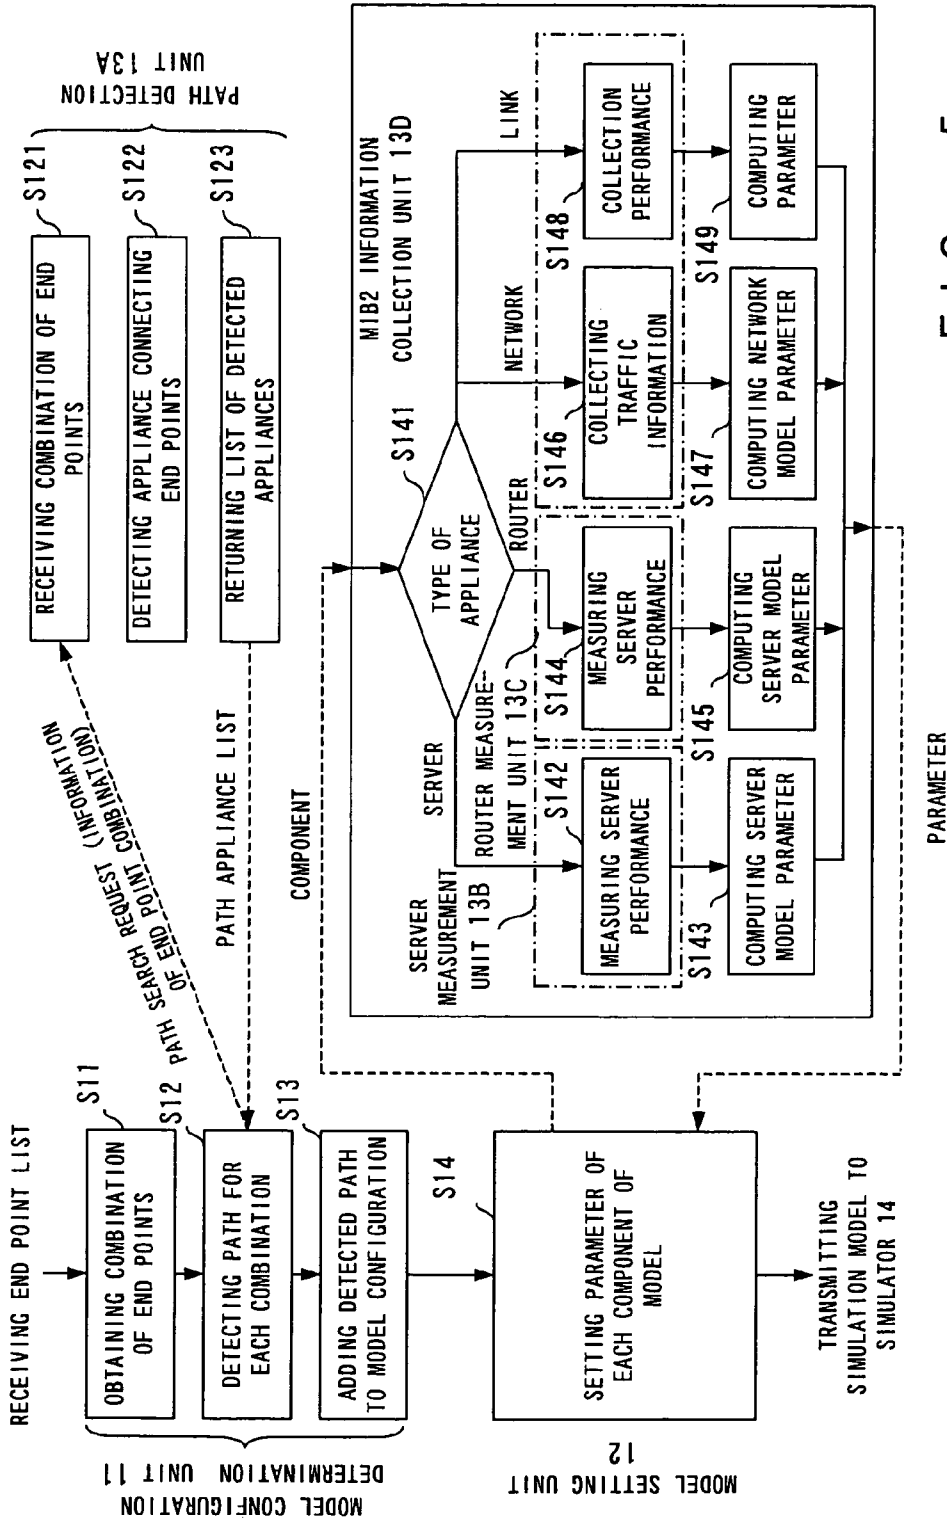 RECEIVING END POINT LIST
S11
OBTAINING COMBINATION
OF END POINTS
S12
DETECTING PATH FOR
EACH COMBINATION
S13
ADDING DETECTED PATH
TO MODEL CONFIGURATION
MODEL CONFIGURATION
DETERMINATION UNIT 11
PATH SEARCH REQUEST (INFORMATION
OF END POINT COMBINATION)
PATH APPLIANCE LIST
S121
RECEIVING COMBINATION OF END
POINTS
S122
DETECTING APPLIANCE CONNECTING
END POINTS
S123
RETURNING LIST OF DETECTED
APPLIANCES
PATH DETECTION
UNIT 13A
S14
SETTING PARAMETER OF
EACH COMPONENT OF
MODEL
MODEL SETTING UNIT
12
TRANSMITTING
SIMULATION MODEL TO
SIMULATOR 14
COMPONENT
MIB2 INFORMATION
COLLECTION UNIT 13D
S141
TYPE OF
APPLIANCE
SERVER
ROUTER
NETWORK
LINK
SERVER
MEASUREMENT
UNIT 13B
ROUTER MEASURE-
MENT UNIT 13C
S142
MEASURING SERVER
PERFORMANCE
S144
MEASURING
SERVER
PERFORMANCE
S146
COLLECTING
TRAFFIC
INFORMATION
S148
COLLECTION
PERFORMANCE
S143
COMPUTING SERVER
MODEL PARAMETER
S145
COMPUTING
SERVER MODEL
PARAMETER
S147
COMPUTING NETWORK
MODEL PARAMETER
S149
COMPUTING
PARAMETER
PARAMETER